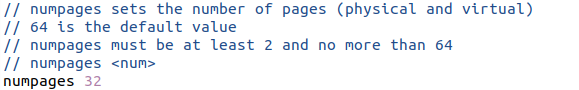 // numpages sets the number of pages (physical and virtual)
// 64 is the default value
// numpages must be at least 2 and no more than 64
// numpages <num>
numpages 32